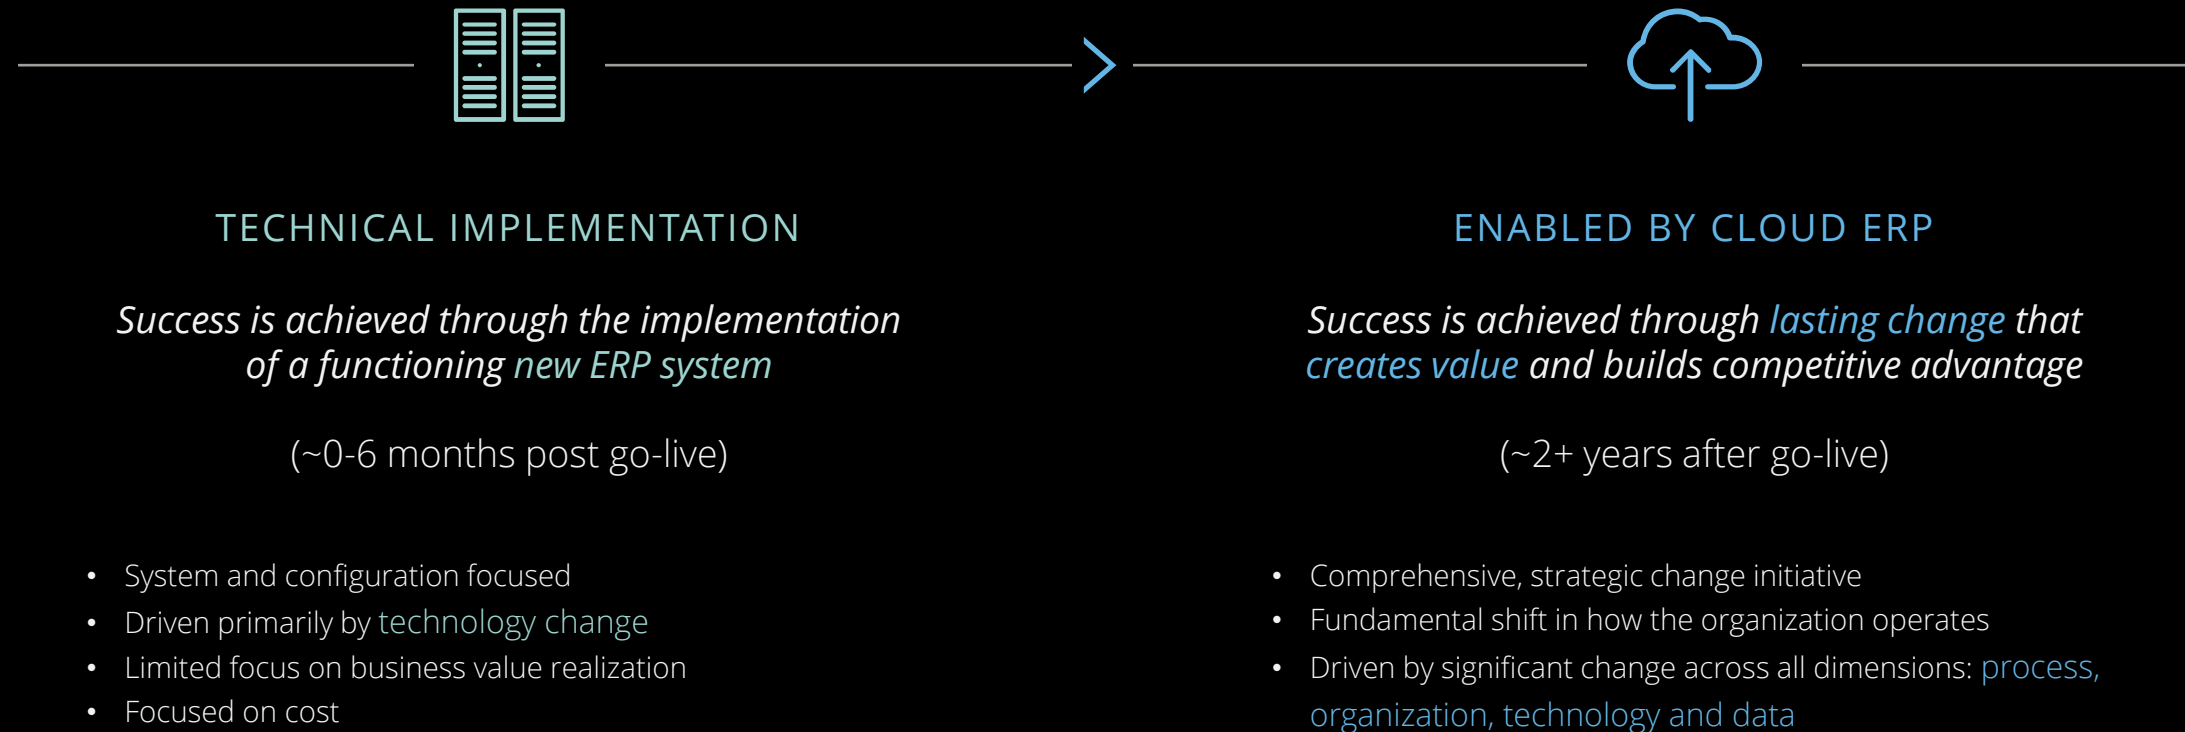 TECHNICAL IMPLEMENTATION
Success is achieved through the implementation
of a functioning new ERP system
(~0-6 months post go-live)
• System and configuration focused
• Driven primarily by technology change
• Limited focus on business value realization
• Focused on cost
ENABLED BY CLOUD ERP
Success is achieved through lasting change that
creates value and builds competitive advantage
(~2+ years after go-live)
• Comprehensive, strategic change initiative
• Fundamental shift in how the organization operates
• Driven by significant change across all dimensions: process,
organization, technology and data